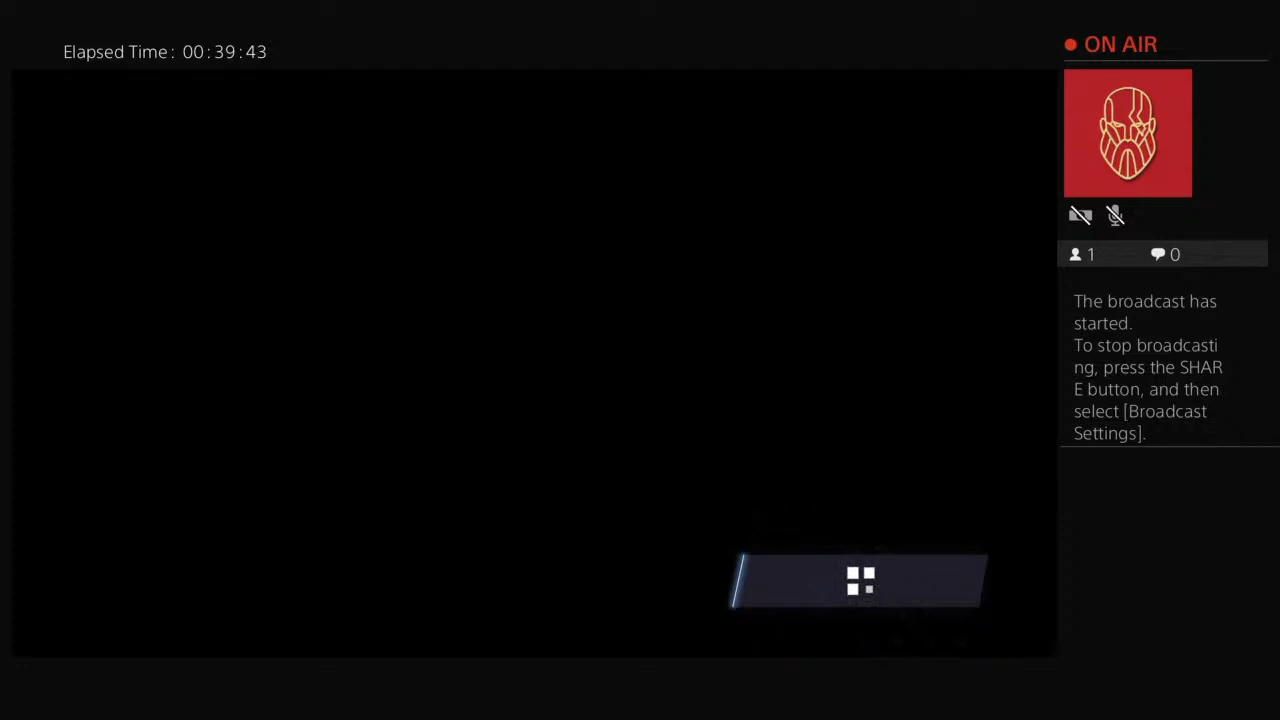 Elapsed Time: 00:39:43
ON AIR
1
0
The broadcast has
started.
To stop broadcasti
ng, press the SHAR
E button, and then
select [Broadcast
Settings].